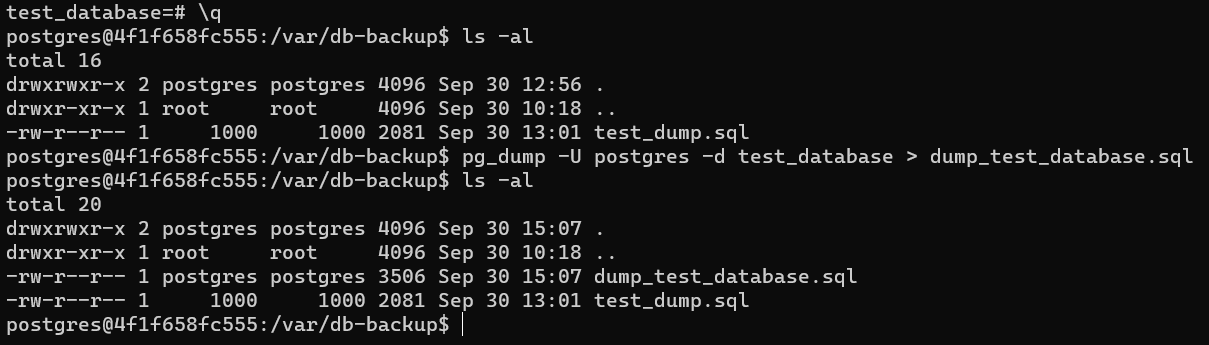 test_database=# \q
postgres@4f1f658fc555:/var/db-backup$ ls -al
total 16
drwxrwxr-x 2 postgres postgres 4096 Sep 30 12:56 .
drwxr-xr-x 1 root     root     4096 Sep 30 10:18 ..
-rw-r--r-- 1     1000     1000 2081 Sep 30 13:01 test_dump.sql
postgres@4f1f658fc555:/var/db-backup$ pg_dump -U postgres -d test_database > dump_test_database.sql
postgres@4f1f658fc555:/var/db-backup$ ls -al
total 20
drwxrwxr-x 2 postgres postgres 4096 Sep 30 15:07 .
drwxr-xr-x 1 root     root     4096 Sep 30 10:18 ..
-rw-r--r-- 1 postgres postgres 3506 Sep 30 15:07 dump_test_database.sql
-rw-r--r-- 1     1000     1000 2081 Sep 30 13:01 test_dump.sql
postgres@4f1f658fc555:/var/db-backup$